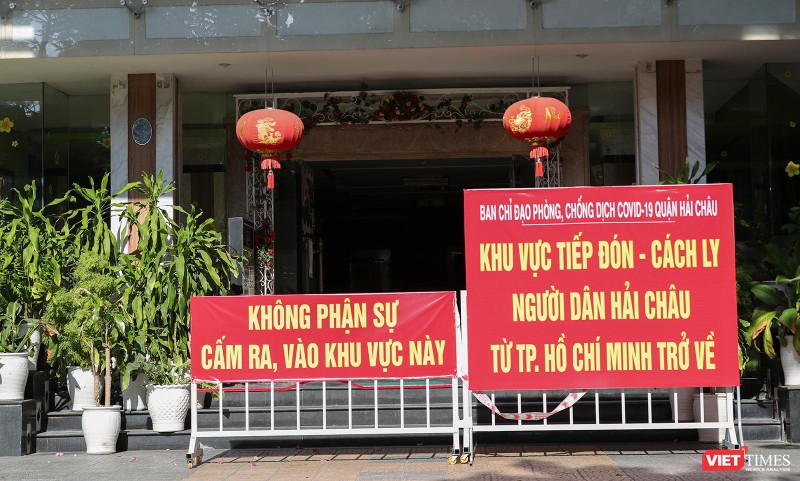 KHÔNG PHẬN SỰ
CẤM RA, VÀO KHU VỰC NÀY
BAN CHỈ ĐẠO PHÒNG, CHỐNG DỊCH COVID-19 QUẬN HẢI CHÂU
KHU VỰC TIẾP ĐÓN - CÁCH LY
NGƯỜI DÂN HẢI CHÂU
TỪ TP. HỒ CHÍ MINH TRỞ VỀ
VIETTIMES
NEWS & ANALYSIS